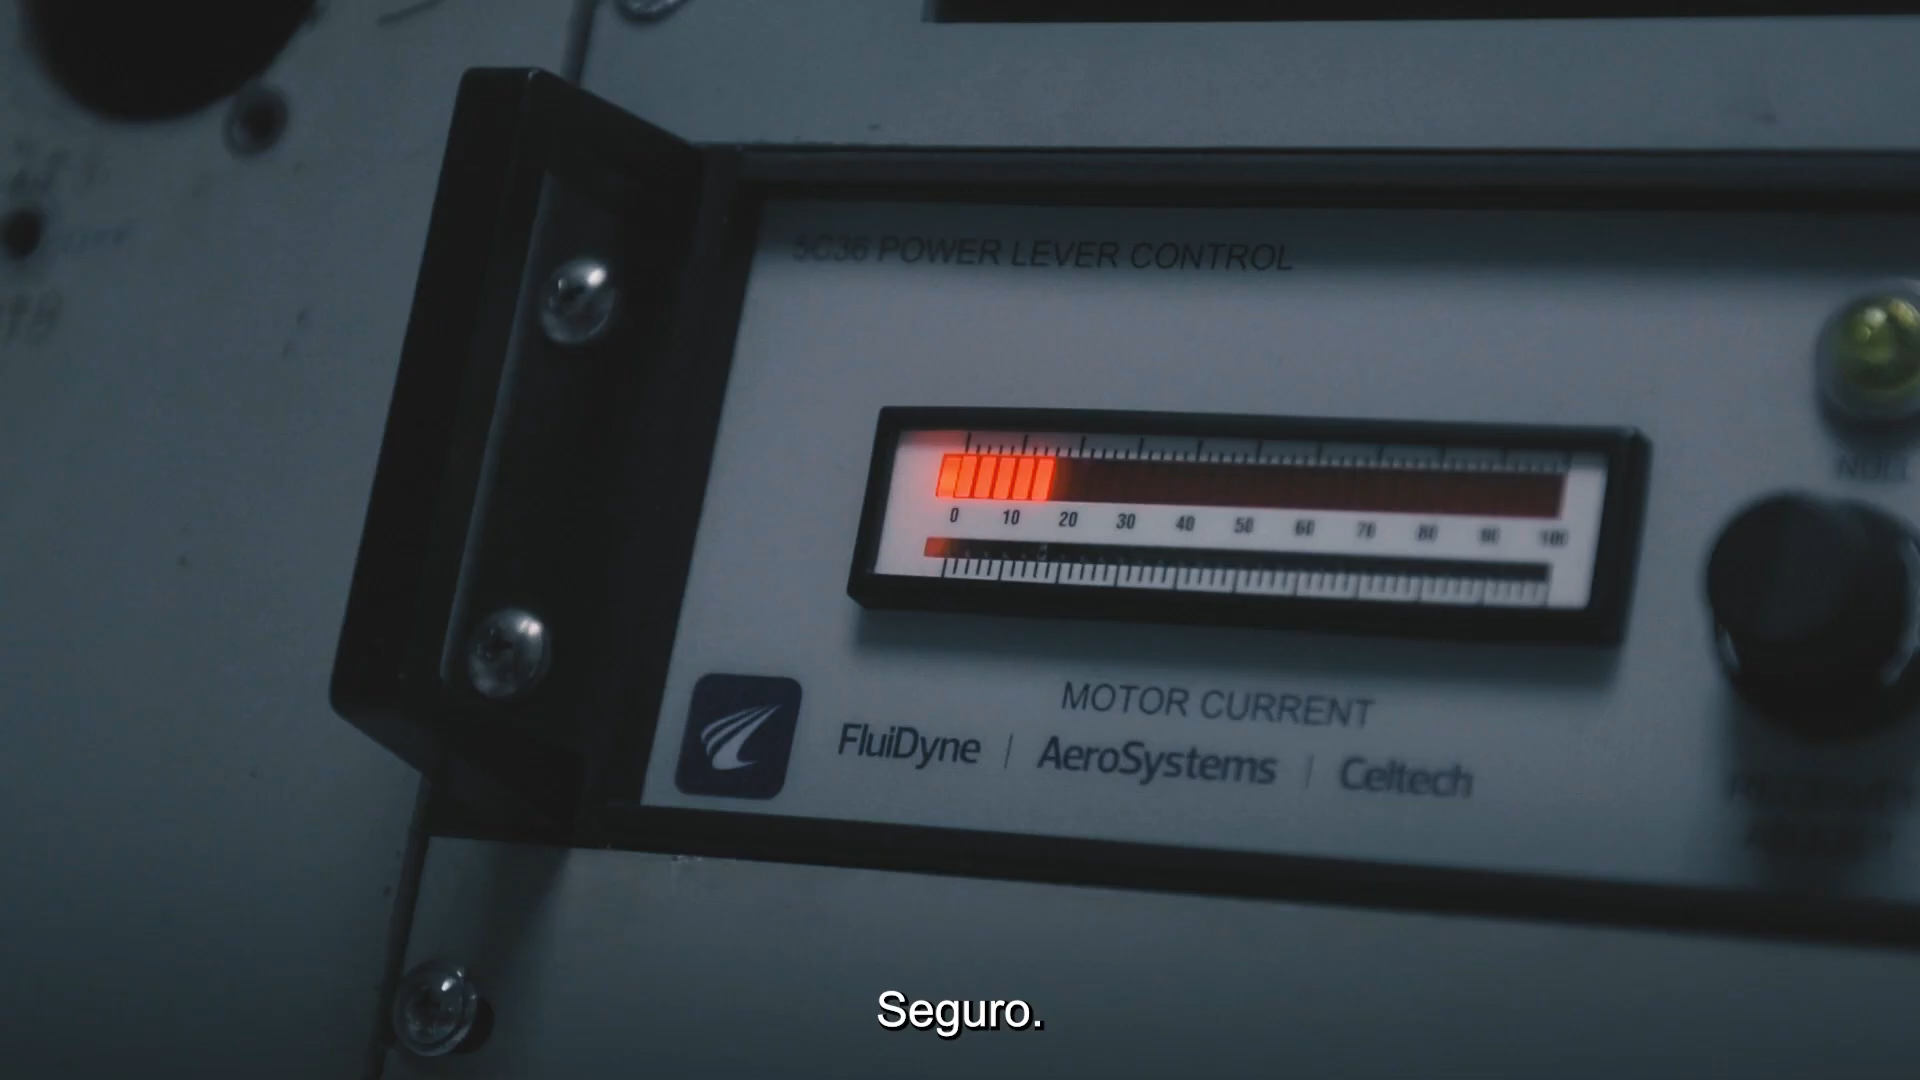 5C36 POWER LEVER CONTROL
0 10 20 30 40 50 60 70 80 90 100
MOTOR CURRENT
FluiDyne | AeroSystems | Celtech
NULL
Seguro.